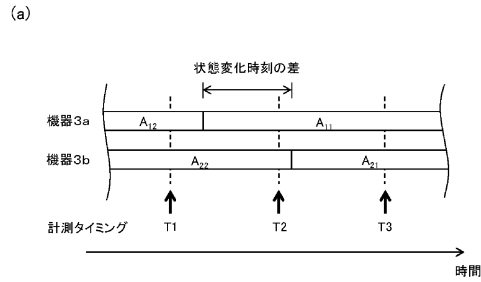 (a)
状態変化時刻の差
機器3a A12 A11
機器3b A22 A21
計測タイミング T1 T2 T3
時間